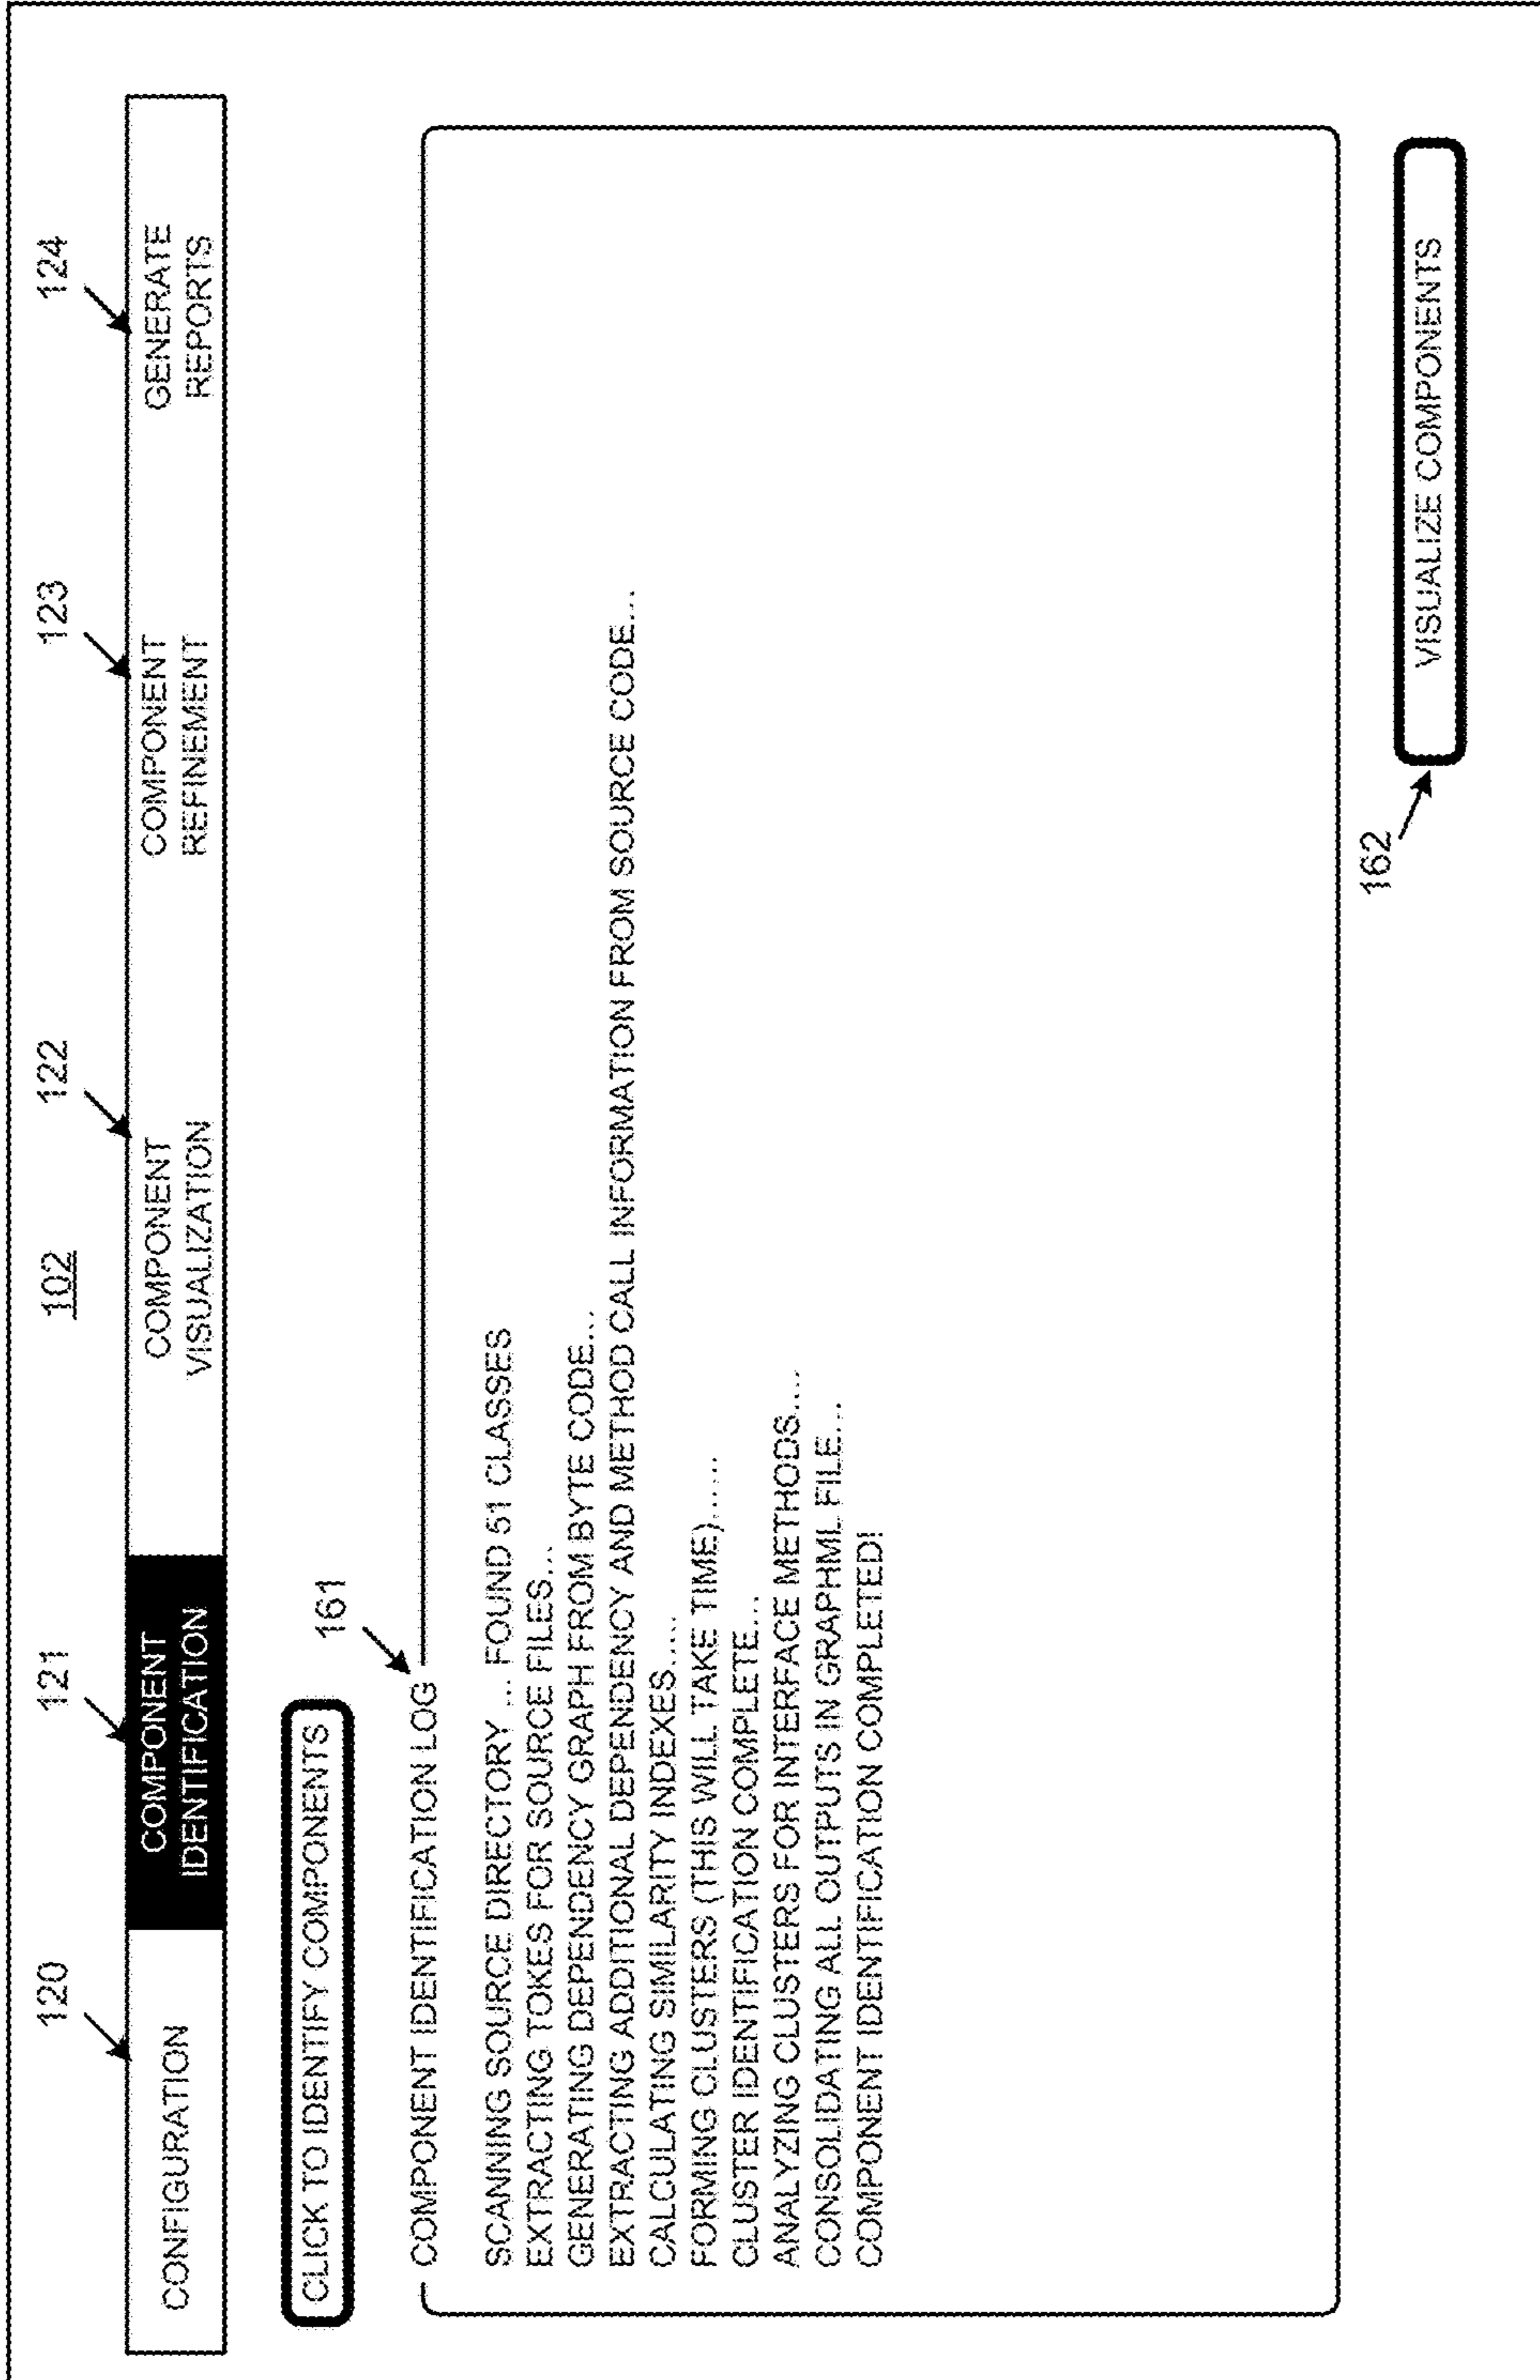 102
120
121
122
123
124
CONFIGURATION
COMPONENT
IDENTIFICATION
COMPONENT
VISUALIZATION
COMPONENT
REFINEMENT
GENERATE
REPORTS
CLICK TO IDENTIFY COMPONENTS
161
COMPONENT IDENTIFICATION LOG
SCANNING SOURCE DIRECTORY ... FOUND 51 CLASSES
EXTRACTING TOKES FOR SOURCE FILES...
GENERATING DEPENDENCY GRAPH FROM BYTE CODE...
EXTRACTING ADDITIONAL DEPENDENCY AND METHOD CALL INFORMATION FROM SOURCE CODE...
CALCULATING SIMILARITY INDEXES.....
FORMING CLUSTERS (THIS WILL TAKE TIME)......
CLUSTER IDENTIFICATION COMPLETE...
ANALYZING CLUSTERS FOR INTERFACE METHODS....
CONSOLIDATING ALL OUTPUTS IN GRAPHML FILE...
COMPONENT IDENTIFICATION COMPLETED!
162
VISUALIZE COMPONENTS